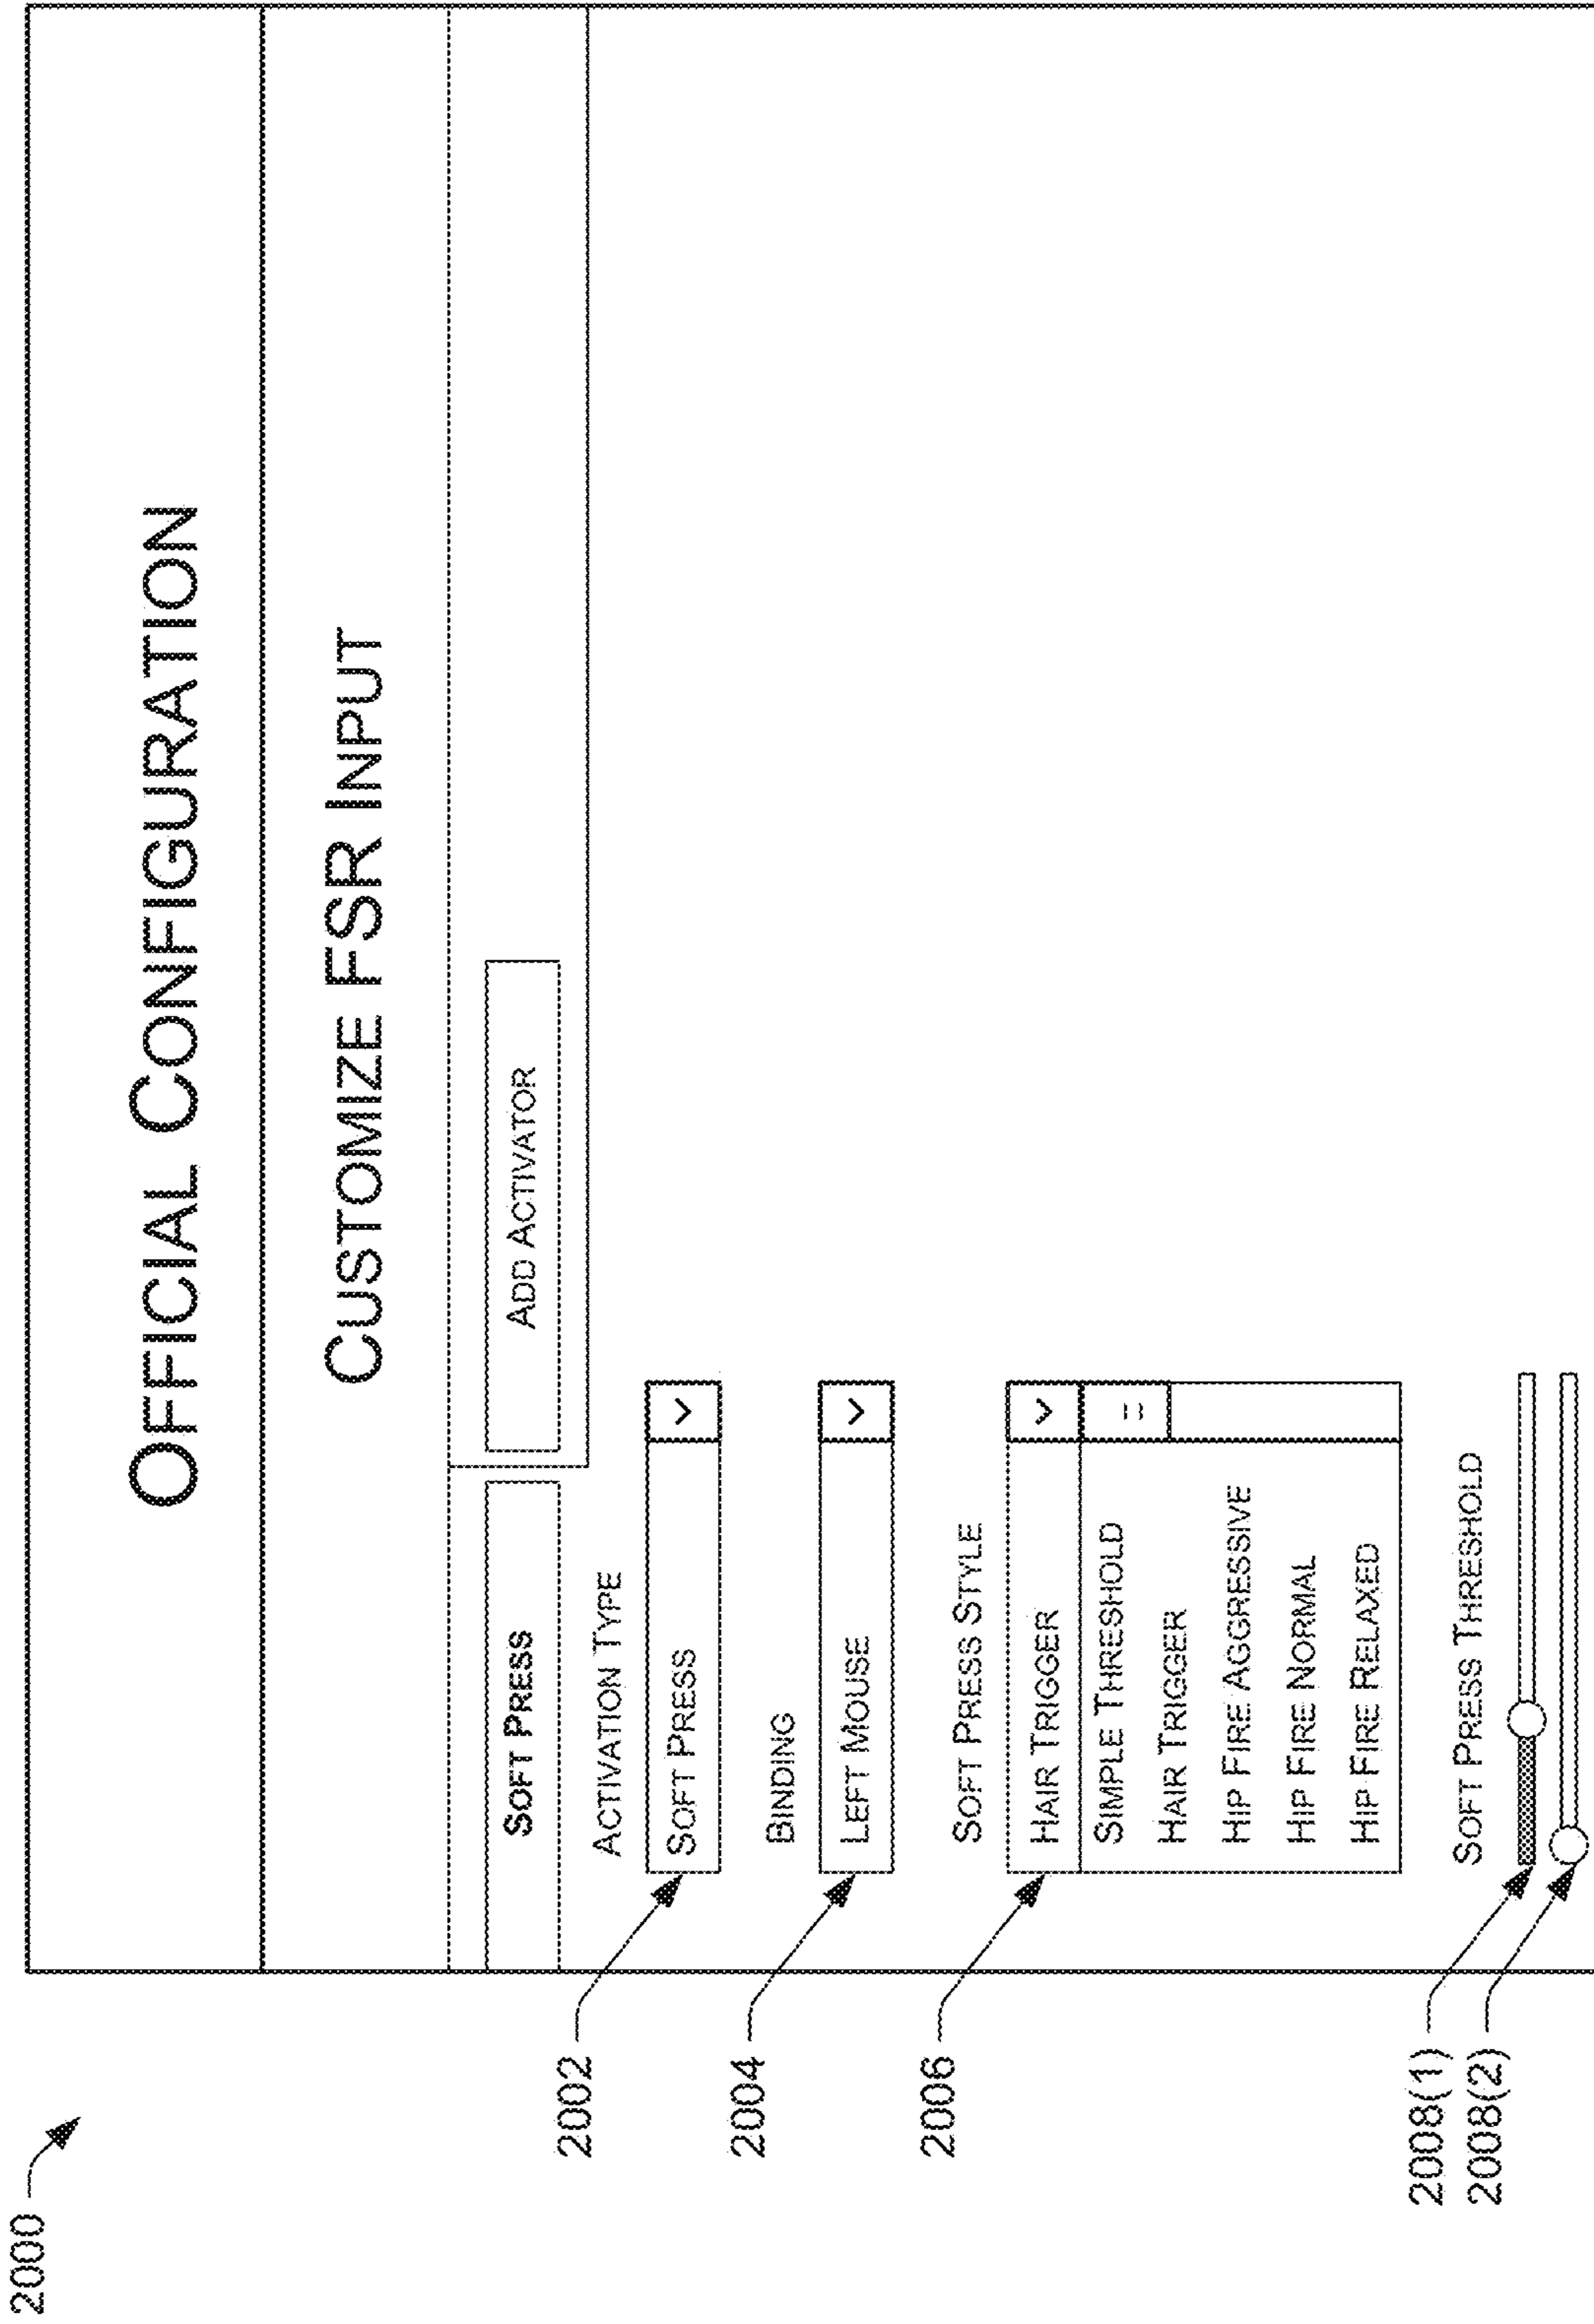 2000
OFFICIAL CONFIGURATION
CUSTOMIZE FSR INPUT
SOFT PRESS
ADD ACTIVATOR
ACTIVATION TYPE
2002
SOFT PRESS
BINDING
2004
LEFT MOUSE
SOFT PRESS STYLE
2006
HAIR TRIGGER
SIMPLE THRESHOLD
=
HAIR TRIGGER
HIP FIRE AGGRESSIVE
HIP FIRE NORMAL
HIP FIRE RELAXED
SOFT PRESS THRESHOLD
2008(1)
2008(2)